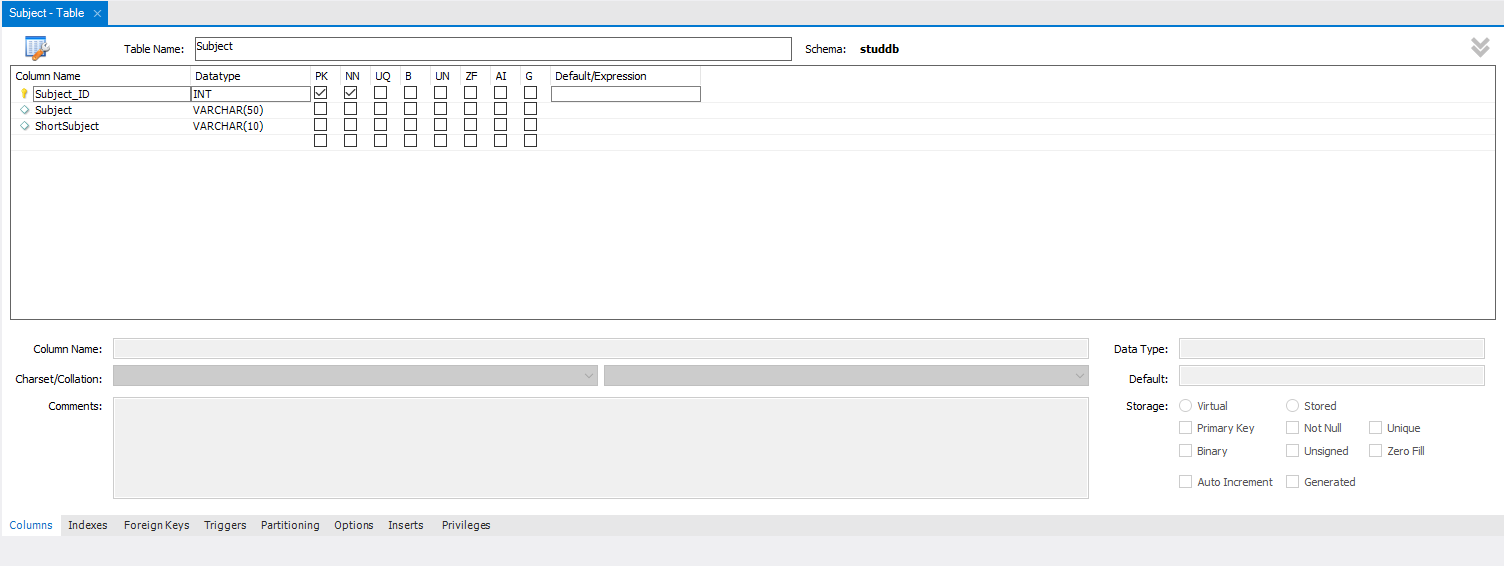 Subject - Table ×
Table Name: Subject Schema: studdb
Column Name Datatype PK NN UQ B UN ZF AI G Default/Expression
Subject_ID INT
Subject VARCHAR(50)
ShortSubject VARCHAR(10)
Column Name: Data Type:
Charset/Collation: Default:
Comments: Storage: Virtual Stored
Primary Key Not Null Unique
Binary Unsigned Zero Fill
Auto Increment Generated
Columns Indexes Foreign Keys Triggers Partitioning Options Inserts Privileges